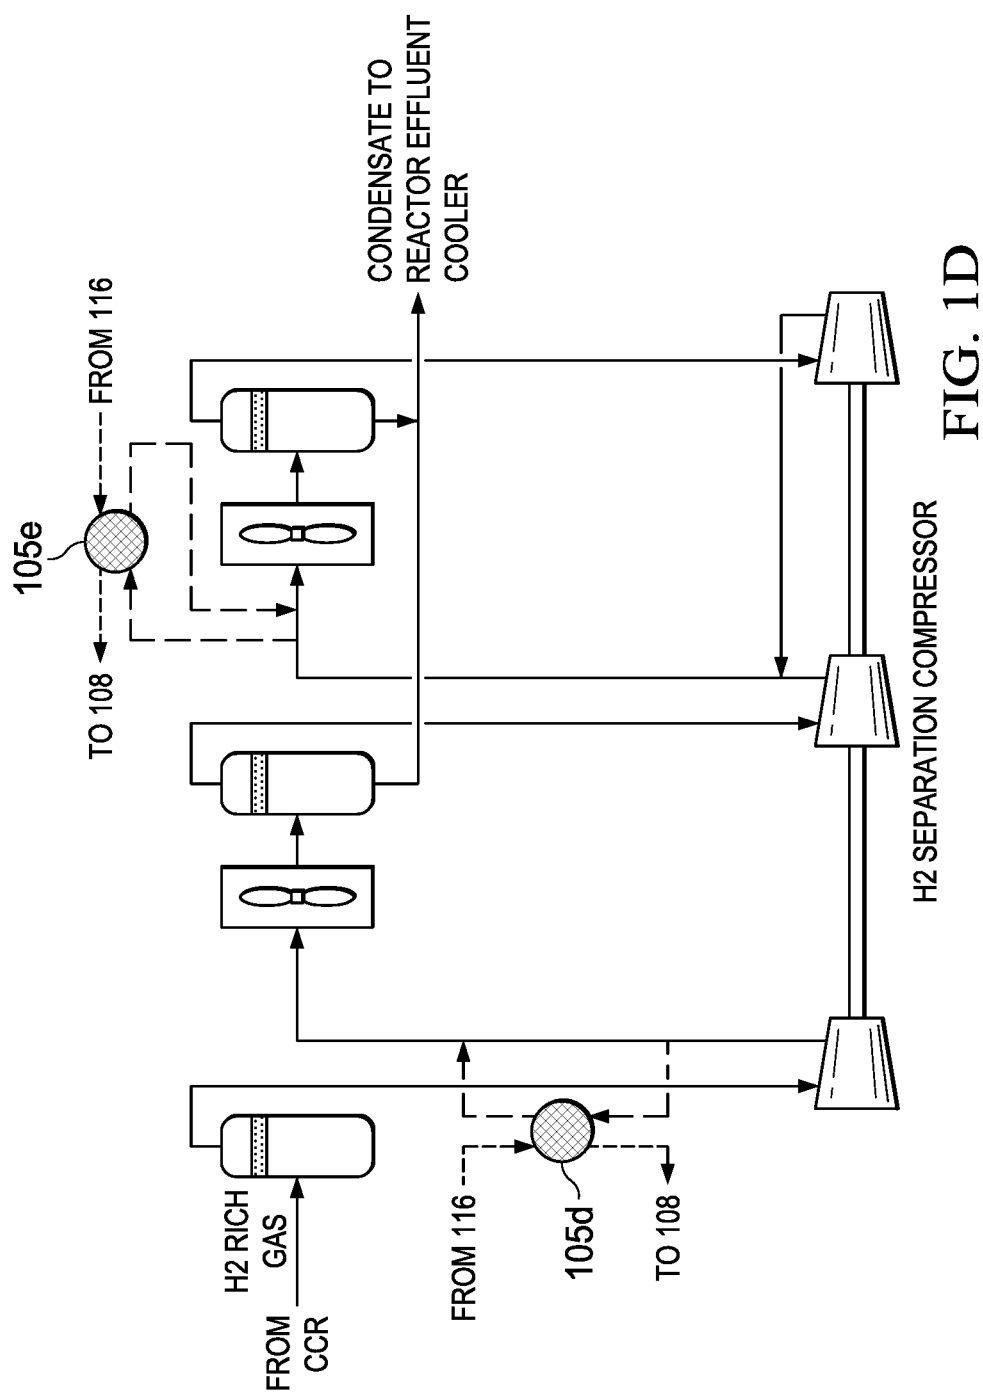 105e
TO 108
FROM 116
CONDENSATE TO
REACTOR EFFLUENT
COOLER
H2 RICH
GAS
FROM
CCR
FROM 116
105d
TO 108
H2 SEPARATION COMPRESSOR
FIG. 1D